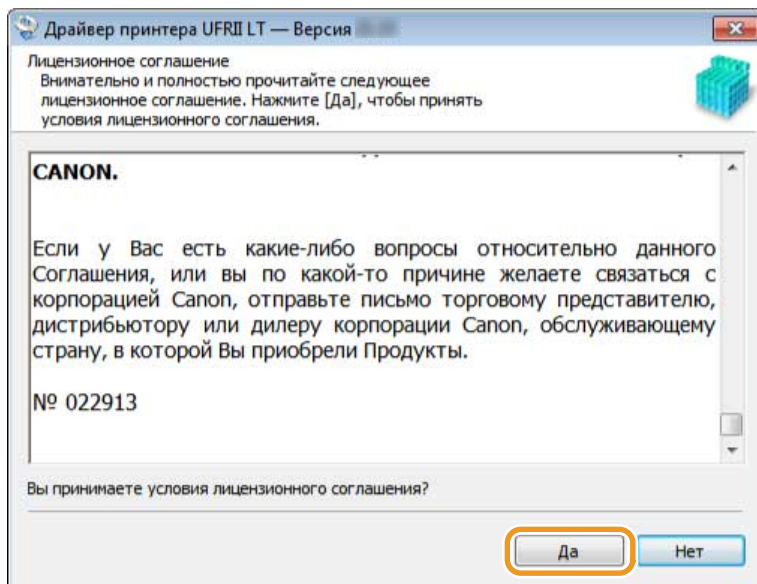 Драйвер принтера UFRII LT — Версия
Лицензионное соглашение
Внимательно и полностью прочитайте следующее
лицензионное соглашение. Нажмите [Да], чтобы принять
условия лицензионного соглашения.
CANON.
Если у Вас есть какие-либо вопросы относительно данного
Соглашения, или вы по какой-то причине желаете связаться с
корпорацией Canon, отправьте письмо торговому представителю,
дистрибьютору или дилеру корпорации Canon, обслуживающему
страну, в которой Вы приобрели Продукты.
№ 022913
Вы принимаете условия лицензионного соглашения?
Да
Нет